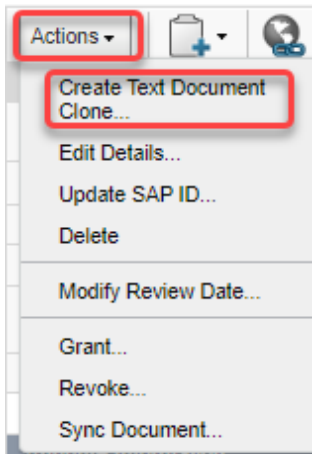 Actions
Create Text Document
Clone...
Edit Details...
Update SAP ID...
Delete
Modify Review Date...
Grant...
Revoke...
Sync Document...